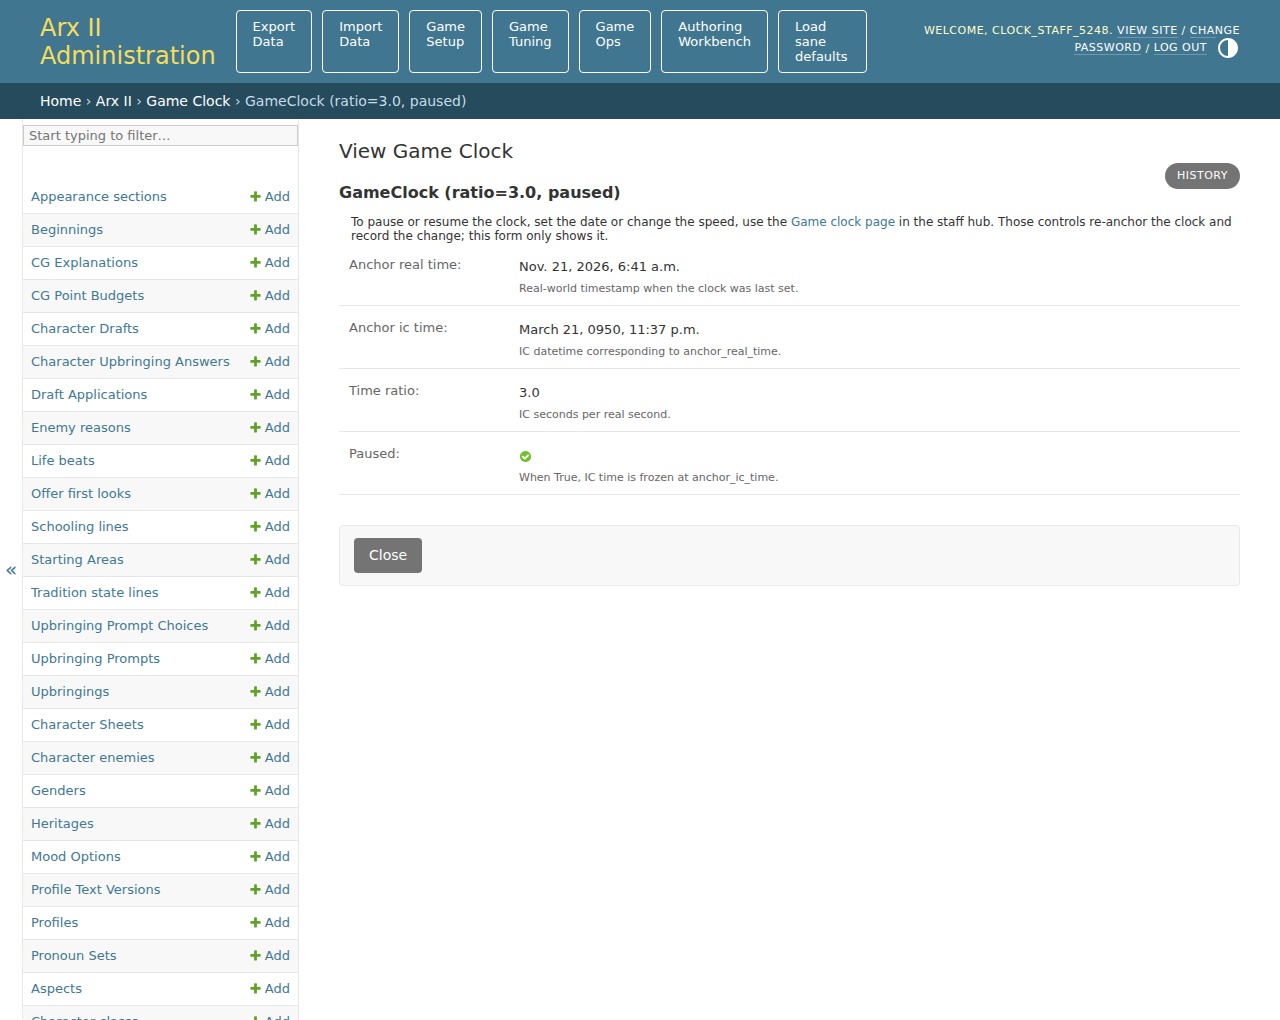 Arx II
Administration
Export
Data
Import
Data
Game
Setup
Game
Tuning
Game
Ops
Authoring
Workbench
Load
sane
defaults
WELCOME, CLOCK_STAFF_5248. VIEW SITE / CHANGE
PASSWORD / LOG OUT
Home › Arx II › Game Clock › GameClock (ratio=3.0, paused)
Start typing to filter…
Appearance sections Add
Beginnings Add
CG Explanations Add
CG Point Budgets Add
Character Drafts Add
Character Upbringing Answers Add
Draft Applications Add
Enemy reasons Add
Life beats Add
Offer first looks Add
Schooling lines Add
Starting Areas Add
Tradition state lines Add
Upbringing Prompt Choices Add
Upbringing Prompts Add
Upbringings Add
Character Sheets Add
Character enemies Add
Genders Add
Heritages Add
Mood Options Add
Profile Text Versions Add
Profiles Add
Pronoun Sets Add
Aspects Add
«
View Game Clock
HISTORY
GameClock (ratio=3.0, paused)
To pause or resume the clock, set the date or change the speed, use the Game clock page in the staff hub. Those controls re-anchor the clock and
record the change; this form only shows it.
Anchor real time: Nov. 21, 2026, 6:41 a.m.
Real-world timestamp when the clock was last set.
Anchor ic time: March 21, 0950, 11:37 p.m.
IC datetime corresponding to anchor_real_time.
Time ratio: 3.0
IC seconds per real second.
Paused:
When True, IC time is frozen at anchor_ic_time.
Close